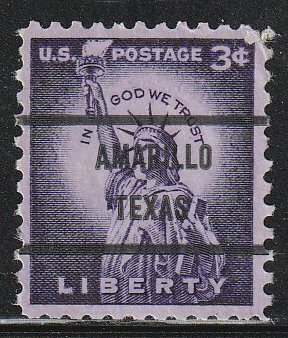 U.S. POSTAGE 3¢
IN GOD WE TRUST
AMARILLO
TEXAS
LIBERTY